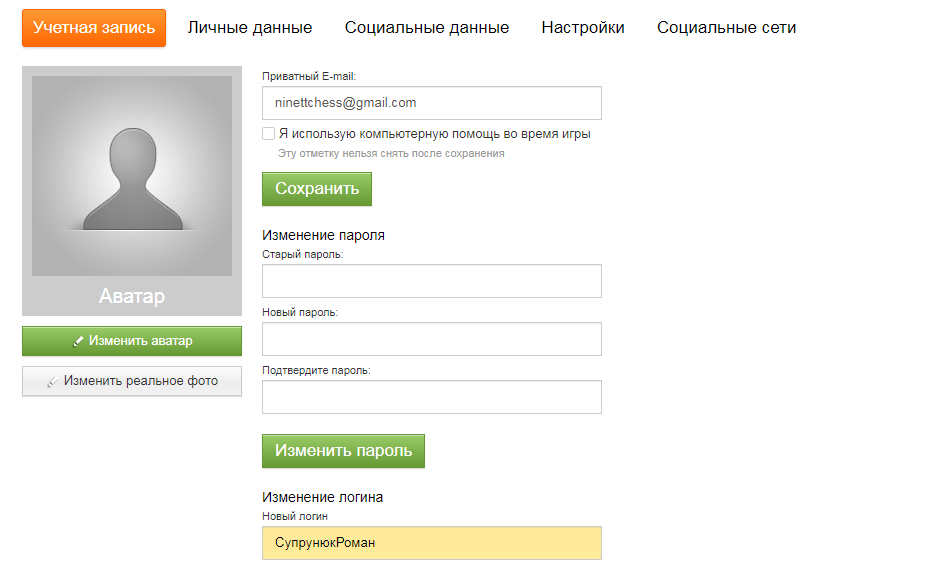 Учетная запись Личные данные Социальные данные Настройки Социальные сети
Приватный E-mail:
ninettchess@gmail.com
Я использую компьютерную помощь во время игры
Эту отметку нельзя снять после сохранения
Сохранить
Аватар
Изменить аватар
Изменить реальное фото
Изменение пароля
Старый пароль:
Новый пароль:
Подтвердите пароль:
Изменить пароль
Изменение логина
Новый логин
СупрунюкРоман